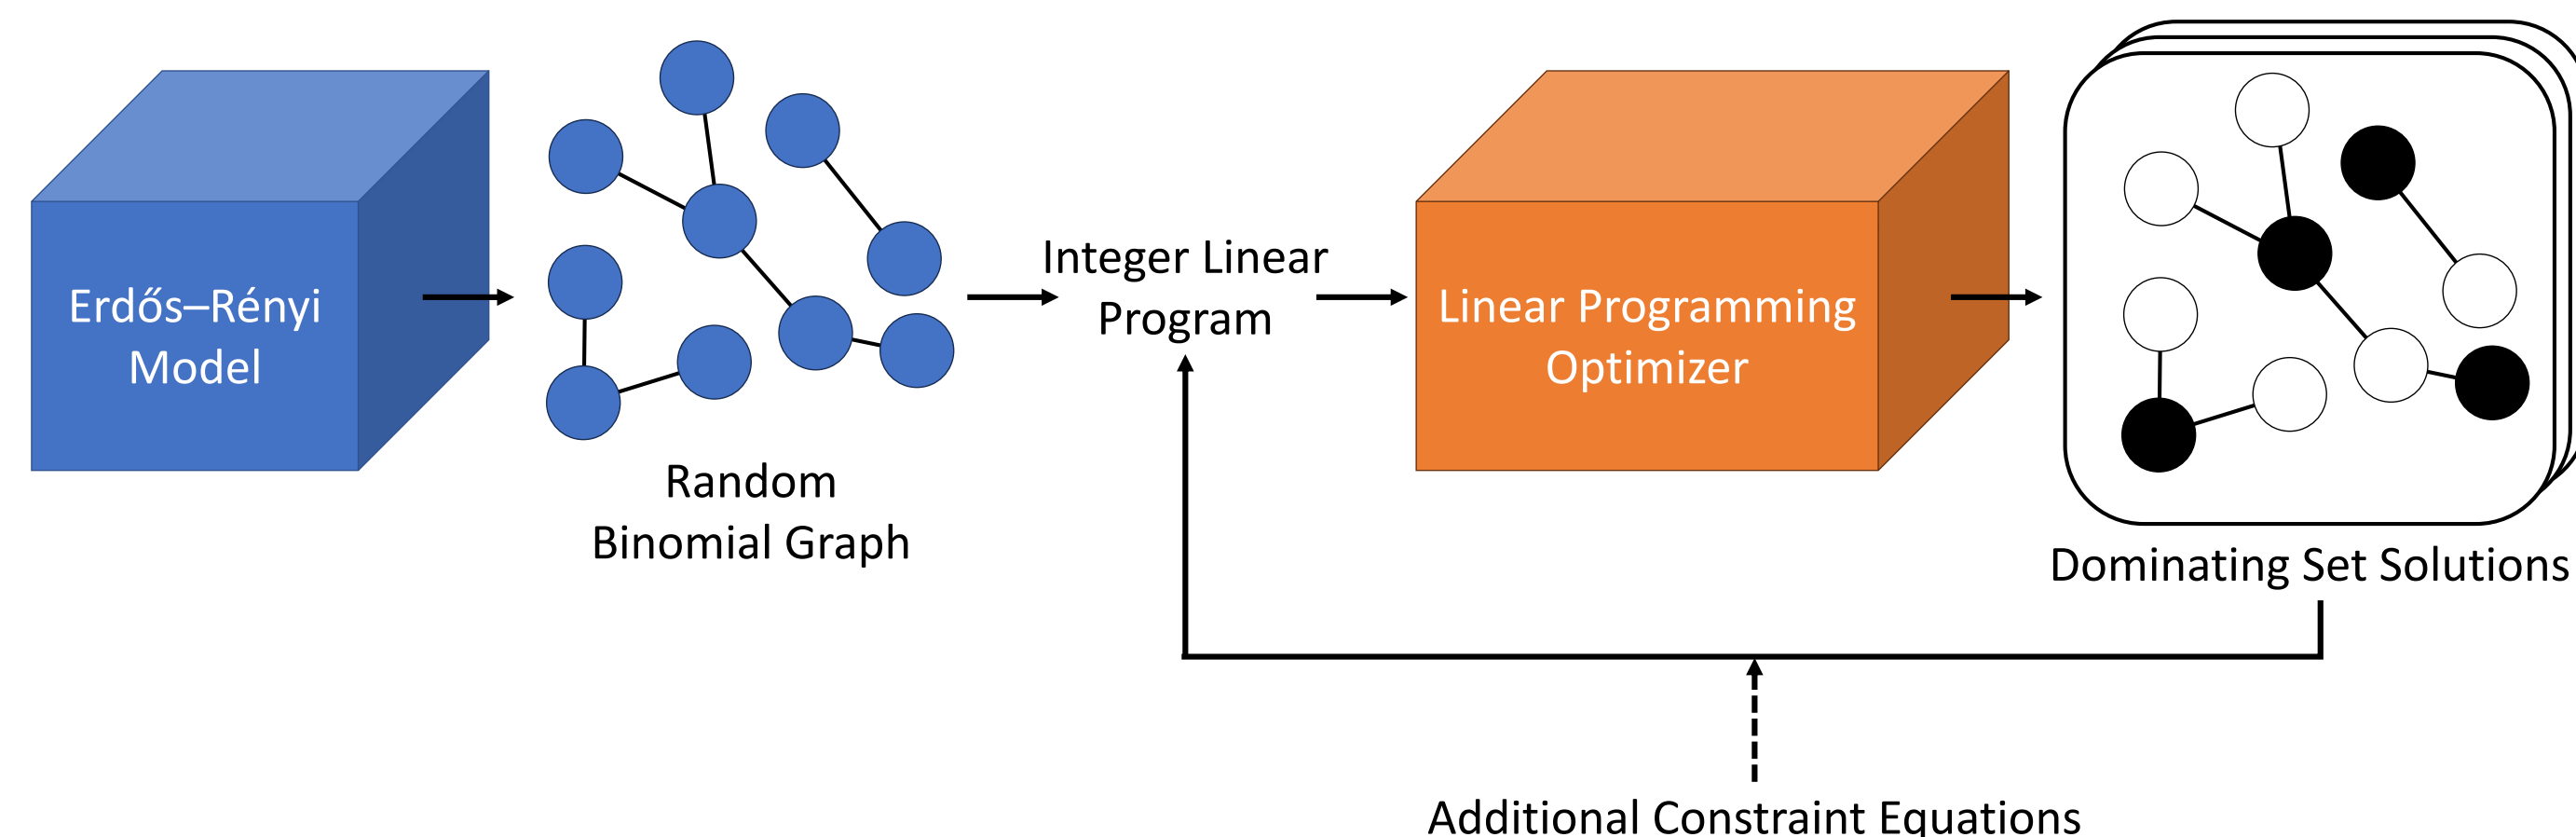 Erdős–Rényi
Model
Random
Binomial Graph
Integer Linear
Program
Linear Programming
Optimizer
Dominating Set Solutions
Additional Constraint Equations